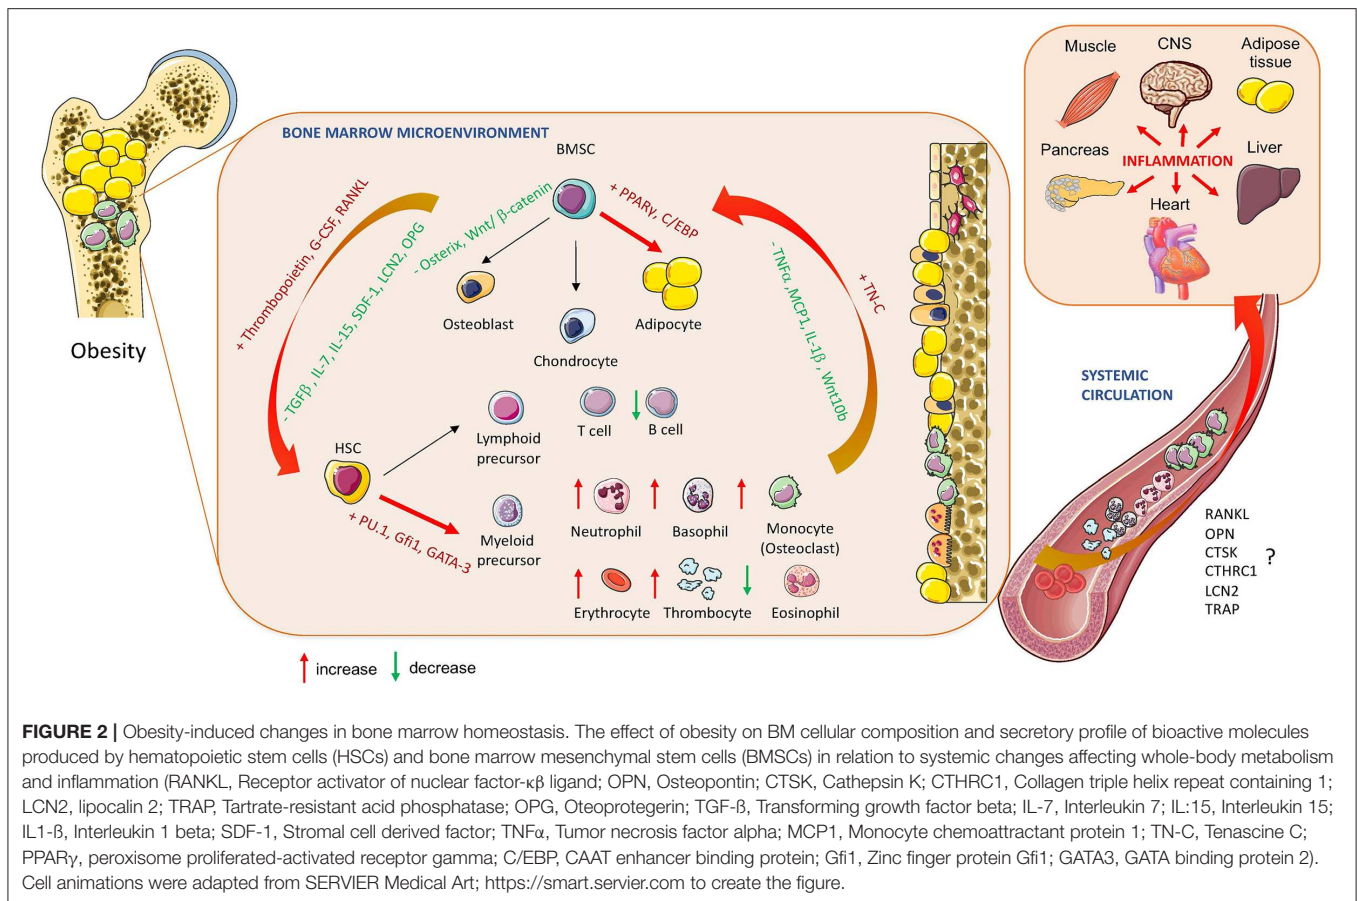 Obesity
BONE MARROW MICROENVIRONMENT
BMSC
+ Thrombopoietin, G-CSF, RANKL
- TGFβ, IL-7, IL-15, SDF-1, LCN2, OPG
- Osterix, Wnt/ β-catenin
+ PPARγ, C/EBP
- TNFα ,MCP1, IL-1β , Wnt10b
+ TN-C
Osteoblast
Chondrocyte
Adipocyte
HSC
Lymphoid
precursor
T cell
B cell
+ PU.1, Gfi1, GATA-3
Myeloid
precursor
Neutrophil
Basophil
Monocyte
(Osteoclast)
Erythrocyte
Thrombocyte
Eosinophil
increase
decrease
Muscle
CNS
Adipose
tissue
Pancreas
INFLAMMATION
Liver
Heart
SYSTEMIC
CIRCULATION
RANKL
OPN
CTSK
CTHRC1
LCN2
TRAP
?
FIGURE 2 | Obesity-induced changes in bone marrow homeostasis. The effect of obesity on BM cellular composition and secretory profile of bioactive molecules
produced by hematopoietic stem cells (HSCs) and bone marrow mesenchymal stem cells (BMSCs) in relation to systemic changes affecting whole-body metabolism
and inflammation (RANKL, Receptor activator of nuclear factor-κβ ligand; OPN, Osteopontin; CTSK, Cathepsin K; CTHRC1, Collagen triple helix repeat containing 1;
LCN2, lipocalin 2; TRAP, Tartrate-resistant acid phosphatase; OPG, Oteoprotegerin; TGF-ß, Transforming growth factor beta; IL-7, Interleukin 7; IL:15, Interleukin 15;
IL1-ß, Interleukin 1 beta; SDF-1, Stromal cell derived factor; TNFα, Tumor necrosis factor alpha; MCP1, Monocyte chemoattractant protein 1; TN-C, Tenascine C;
PPARγ, peroxisome proliferated-activated receptor gamma; C/EBP, CAAT enhancer binding protein; Gfi1, Zinc finger protein Gfi1; GATA3, GATA binding protein 2).
Cell animations were adapted from SERVIER Medical Art; https://smart.servier.com to create the figure.